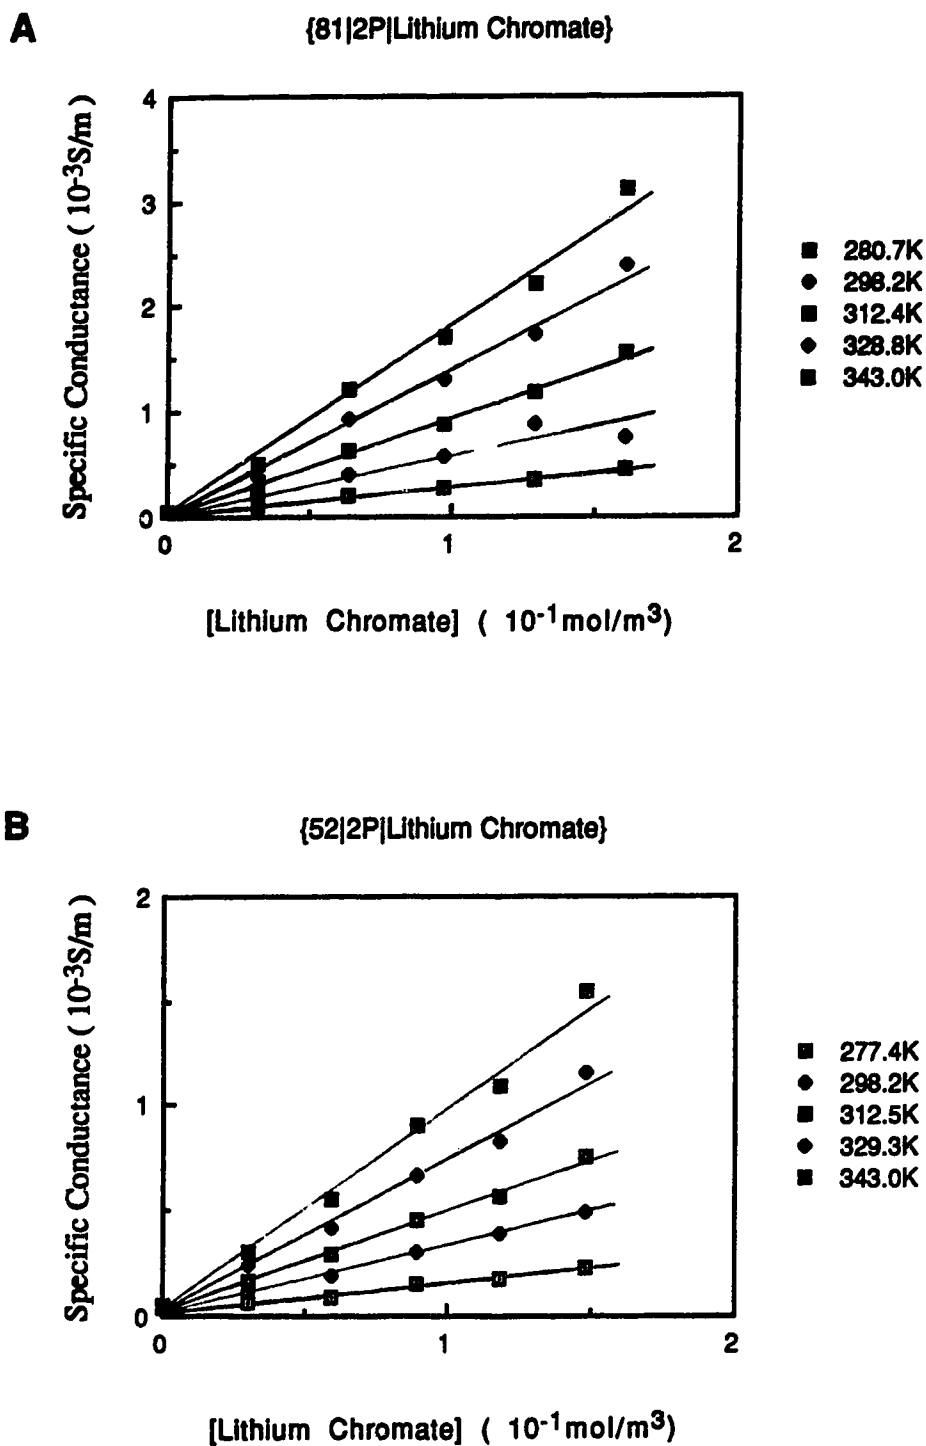 A
{81|2P|Lithium Chromate}
Specific Conductance ( 10⁻³S/m )
4
3
2
1
0
0 1 2
280.7K
298.2K
312.4K
328.8K
343.0K
[Lithium Chromate] ( 10⁻¹mol/m³)
B
{52|2P|Lithium Chromate}
Specific Conductance ( 10⁻³S/m )
2
1
0
0 1 2
277.4K
298.2K
312.5K
329.3K
343.0K
[Lithium Chromate] ( 10⁻¹mol/m³)